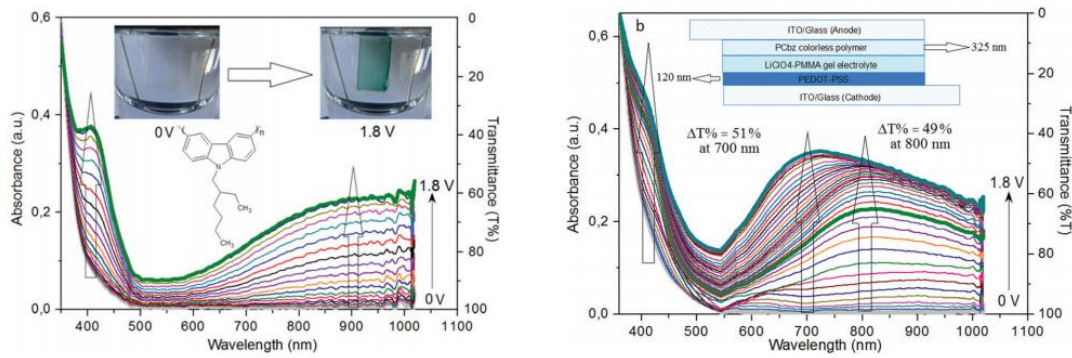 0,6
0,4
0,2
0,0
Absorbance (a.u.)
400 500 600 700 800 900 1000 1100
Wavelength (nm)
0
20
40
60
80
100
Transmittance (T%)
0 V
1.8 V
x
n
N
CH₃
CH₃
1.8 V
0 V
b
0,6
0,4
0,2
0,0
Absorbance (a.u.)
400 500 600 700 800 900 1000 1100
Wavelength (nm)
0
20
40
60
80
100
Transmittance (%T)
ITO/Glass (Anode)
PCbz colorless polymer
325 nm
LiClO4-PMMA gel electrolyte
120 nm
PEDOT-PSS
ITO/Glass (Cathode)
ΔT% = 51%
at 700 nm
ΔT% = 49%
at 800 nm
1.8 V
0 V